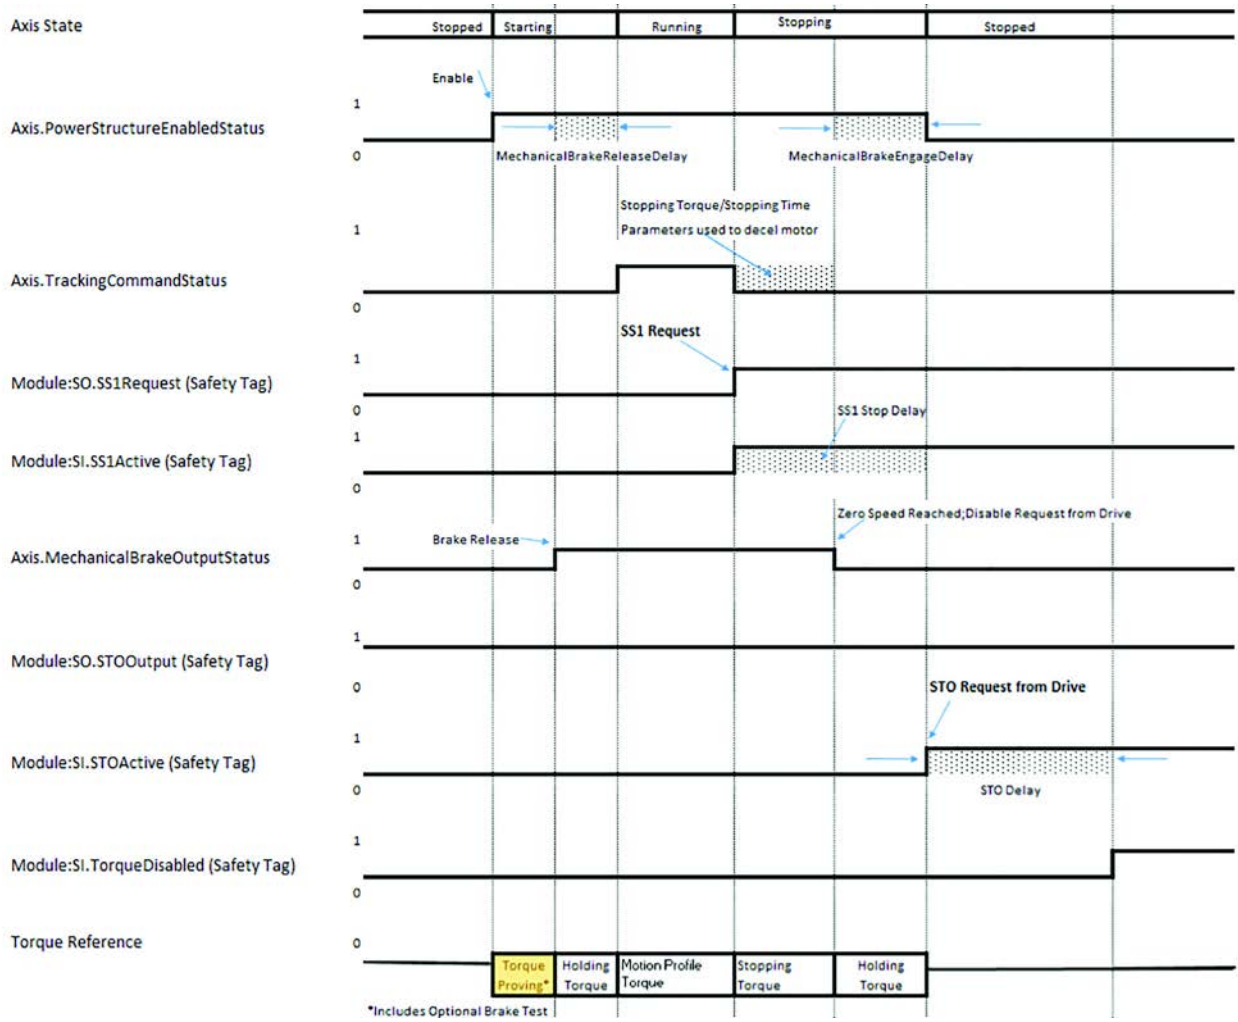 Axis State
Stopped
Starting
Running
Stopping
Stopped
Enable
1
Axis.PowerStructureEnabledStatus
0
MechanicalBrakeReleaseDelay
MechanicalBrakeEngageDelay
Stopping Torque/Stopping Time
Parameters used to decel motor
1
Axis.TrackingCommandStatus
0
SS1 Request
1
Module:SO.SS1Request (Safety Tag)
0
SS1 Stop Delay
1
Module:SI.SS1Active (Safety Tag)
0
Zero Speed Reached;Disable Request from Drive
Brake Release
1
Axis.MechanicalBrakeOutputStatus
0
1
Module:SO.STOOutput (Safety Tag)
0
STO Request from Drive
1
Module:SI.STOActive (Safety Tag)
0
STO Delay
1
Module:SI.TorqueDisabled (Safety Tag)
0
Torque Reference
0
Torque
Proving*
Holding
Torque
Motion Profile
Torque
Stopping
Torque
Holding
Torque
*Includes Optional Brake Test